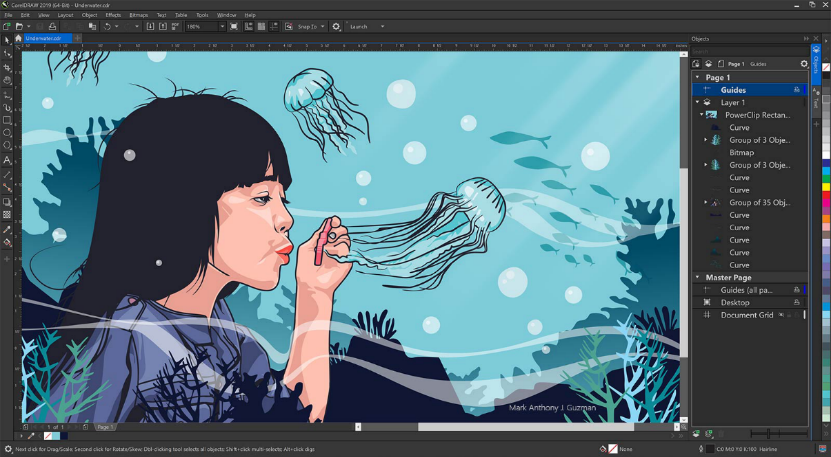 CorelDRAW 2019 (64-Bit) - Underwater.cdr
File Edit View Layout Object Effects Bitmaps Text Table Tools Window Help
180% Snap To Launch
Underwater.cdr
Objects
Page 1 Guides
Page 1
Guides
Layer 1
PowerClip Rectan...
Curve
Group of 3 Obje...
Bitmap
Group of 3 Obje...
Curve
Curve
Group of 35 Obj...
Curve
Curve
Curve
Curve
Curve
Master Page
Guides (all pa...
Desktop
Document Grid
Objects
Text
Mark Anthony J. Guzman
1 of 1 Page 1
Next click for Drag/Scale; Second click for Rotate/Skew; Dbl-clicking tool selects all objects; Shift+click multi-selects; Alt+click digs
None
C:0 M:0 Y:0 K:100 Hairline